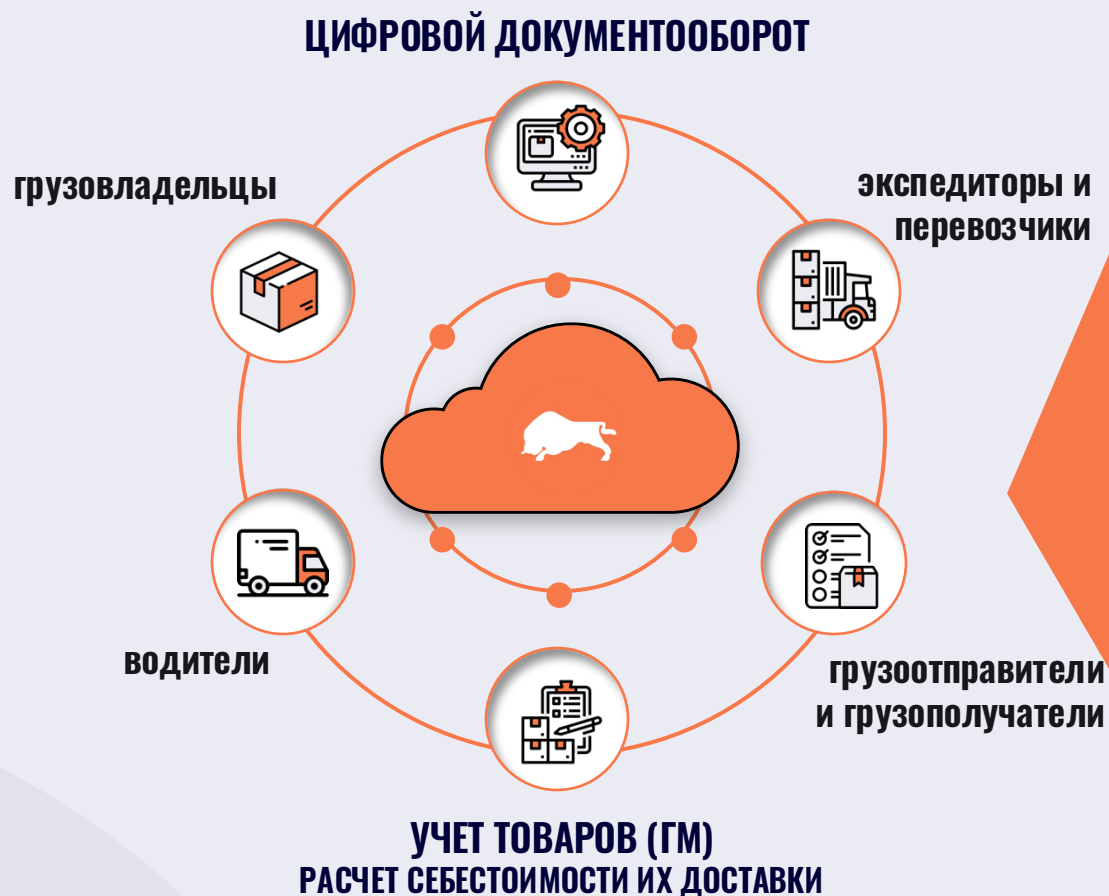 ЦИФРОВОЙ ДОКУМЕНТООБОРОТ
грузовладельцы
экспедиторы и
перевозчики
водители
грузоотправители
и грузополучатели
УЧЕТ ТОВАРОВ (ГМ)
РАСЧЕТ СЕБЕСТОИМОСТИ ИХ ДОСТАВКИ